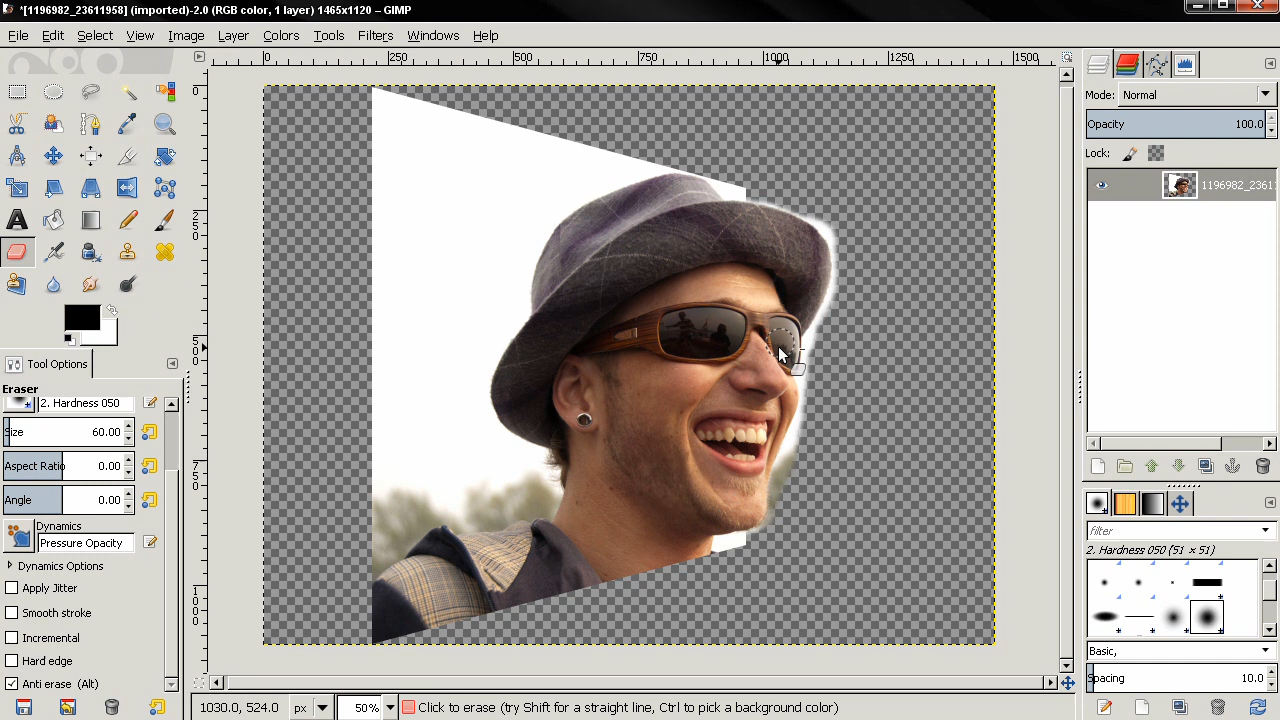 *[1196982_23611958] (imported)-2.0 (RGB color, 1 layer) 1465x1120 – GIMP
File Edit Select View Image Layer Colors Tools Filters Windows Help
0 250 500 750 1000 1250 1500
0
250
500
750
1000
Mode: Normal
Opacity 100.0
Lock:
1196982_2361
Tool Options
Eraser
2. Hardness 050
Size 60.00
Aspect Ratio 0.00
Angle 0.00
Dynamics
Pressure Opacity
Dynamics Options
Apply Jitter
Smooth stroke
Incremental
Hard edge
Anti erase (Alt)
filter
2. Hardness 050 (51 × 51)
Basic,
Spacing 10.0
1030.0, 524.0 px 50% Click to erase (try Shift for a straight line, Ctrl to pick a background color)